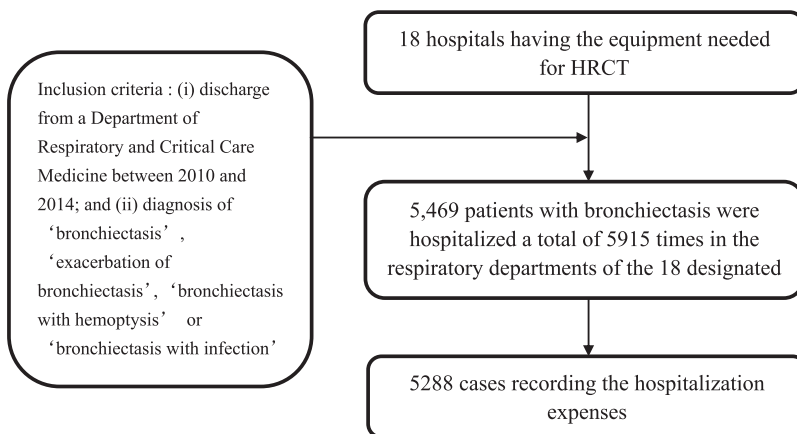 18 hospitals having the equipment needed
for HRCT
Inclusion criteria : (i) discharge
from a Department of
Respiratory and Critical Care
Medicine between 2010 and
2014; and (ii) diagnosis of
‘bronchiectasis’ ,
‘exacerbation of
bronchiectasis’, ‘bronchiectasis
with hemoptysis’ or
‘bronchiectasis with infection’
5,469 patients with bronchiectasis were
hospitalized a total of 5915 times in the
respiratory departments of the 18 designated
5288 cases recording the hospitalization
expenses